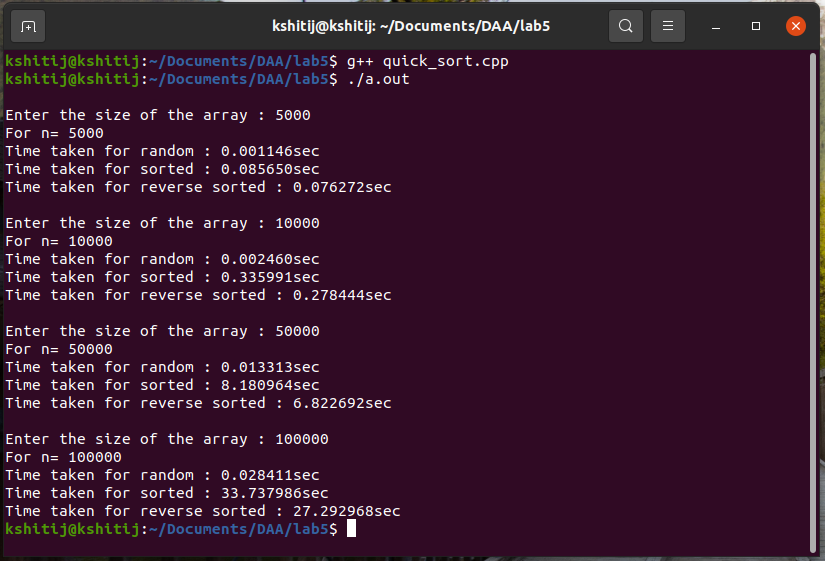 kshitij@kshitij: ~/Documents/DAA/lab5
kshitij@kshitij:~/Documents/DAA/lab5$ g++ quick_sort.cpp
kshitij@kshitij:~/Documents/DAA/lab5$ ./a.out
Enter the size of the array : 5000
For n= 5000
Time taken for random : 0.001146sec
Time taken for sorted : 0.085650sec
Time taken for reverse sorted : 0.076272sec
Enter the size of the array : 10000
For n= 10000
Time taken for random : 0.002460sec
Time taken for sorted : 0.335991sec
Time taken for reverse sorted : 0.278444sec
Enter the size of the array : 50000
For n= 50000
Time taken for random : 0.013313sec
Time taken for sorted : 8.180964sec
Time taken for reverse sorted : 6.822692sec
Enter the size of the array : 100000
For n= 100000
Time taken for random : 0.028411sec
Time taken for sorted : 33.737986sec
Time taken for reverse sorted : 27.292968sec
kshitij@kshitij:~/Documents/DAA/lab5$